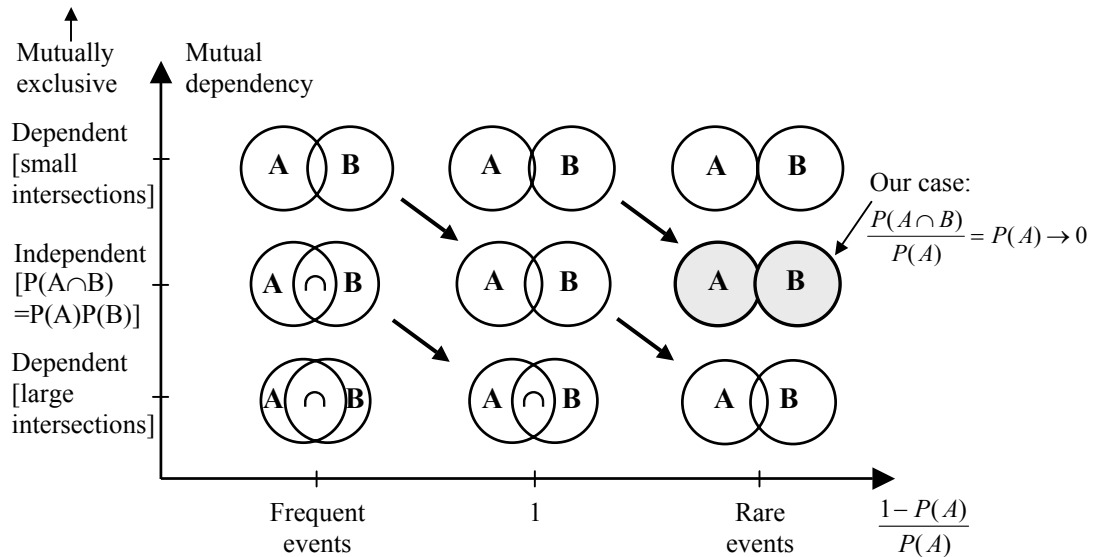 Mutually
exclusive
Mutual
dependency
Dependent
[small
intersections]
A B
A B
A B
Our case:
P(A ∩ B)
P(A)
= P(A) → 0
Independent
[P(A∩B)
=P(A)P(B)]
A ∩ B
A B
A B
Dependent
[large
intersections]
A ∩ B
A ∩ B
A B
Frequent
events
1
Rare
events
1 − P(A)
P(A)